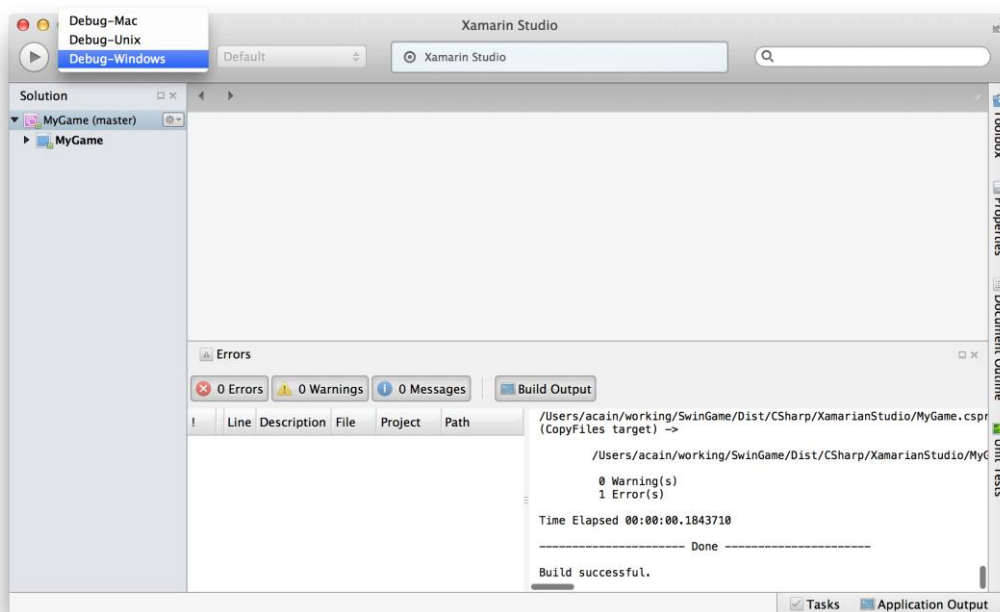 Debug-Mac
Debug-Unix
Debug-Windows
Xamarin Studio
Default
Xamarin Studio
Solution
MyGame (master)
MyGame
Toolbox
Properties
Document Outline
Unit Tests
Errors
0 Errors
0 Warnings
0 Messages
Build Output
! Line Description File Project Path
/Users/acain/working/SwinGame/Dist/CSharp/XamarianStudio/MyGame.cspr
(CopyFiles target) ->
/Users/acain/working/SwinGame/Dist/CSharp/XamarianStudio/MyG
0 Warning(s)
1 Error(s)
Time Elapsed 00:00:00.1843710
---------------------- Done ----------------------
Build successful.
Tasks
Application Output